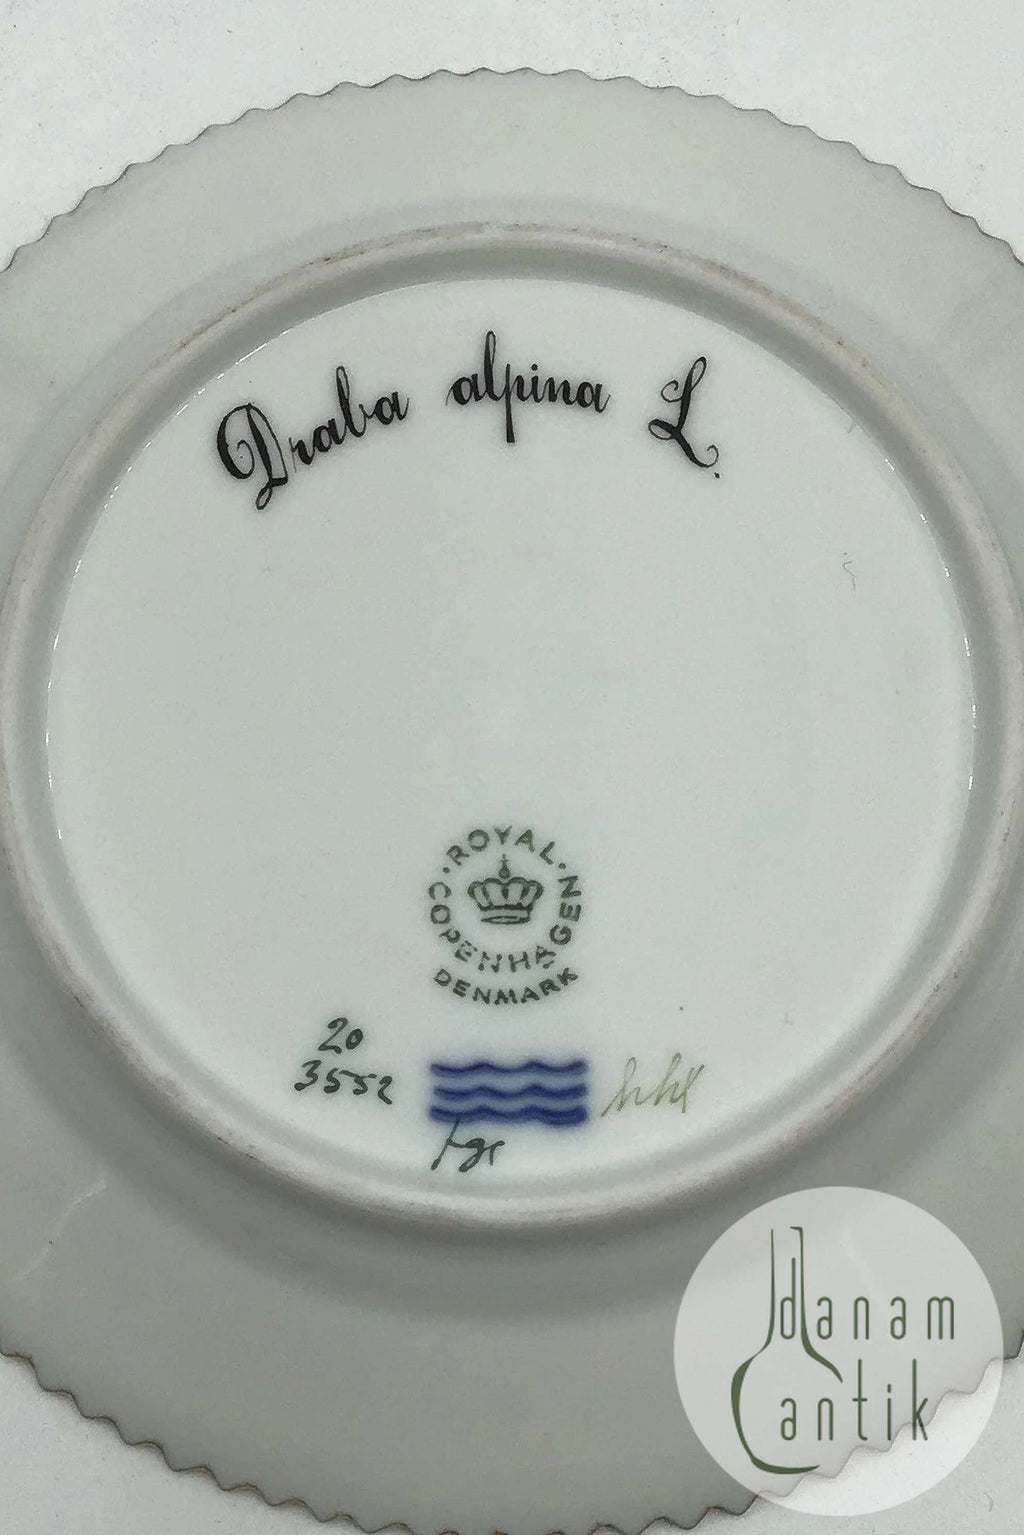 Draba alpina L.
ROYAL COPENHAGEN
DENMARK
20
3552
danam
antik